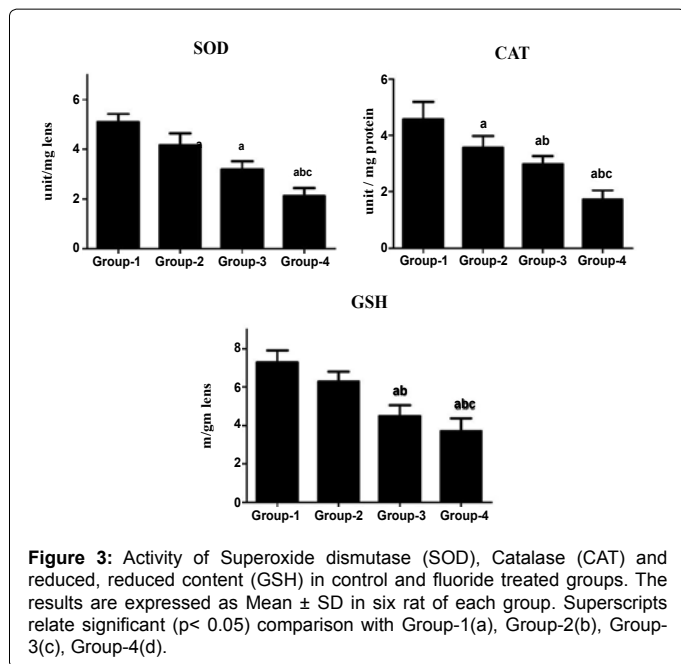 SOD
unit/mg lens
6
4
2
0
a
a
abc
Group-1 Group-2 Group-3 Group-4
CAT
unit / mg protein
6
4
2
0
a
ab
abc
Group-1 Group-2 Group-3 Group-4
GSH
m/gm lens
8
6
4
2
0
ab
abc
Group-1 Group-2 Group-3 Group-4
Figure 3: Activity of Superoxide dismutase (SOD), Catalase (CAT) and
reduced, reduced content (GSH) in control and fluoride treated groups. The
results are expressed as Mean ± SD in six rat of each group. Superscripts
relate significant (p< 0.05) comparison with Group-1(a), Group-2(b), Group-
3(c), Group-4(d).